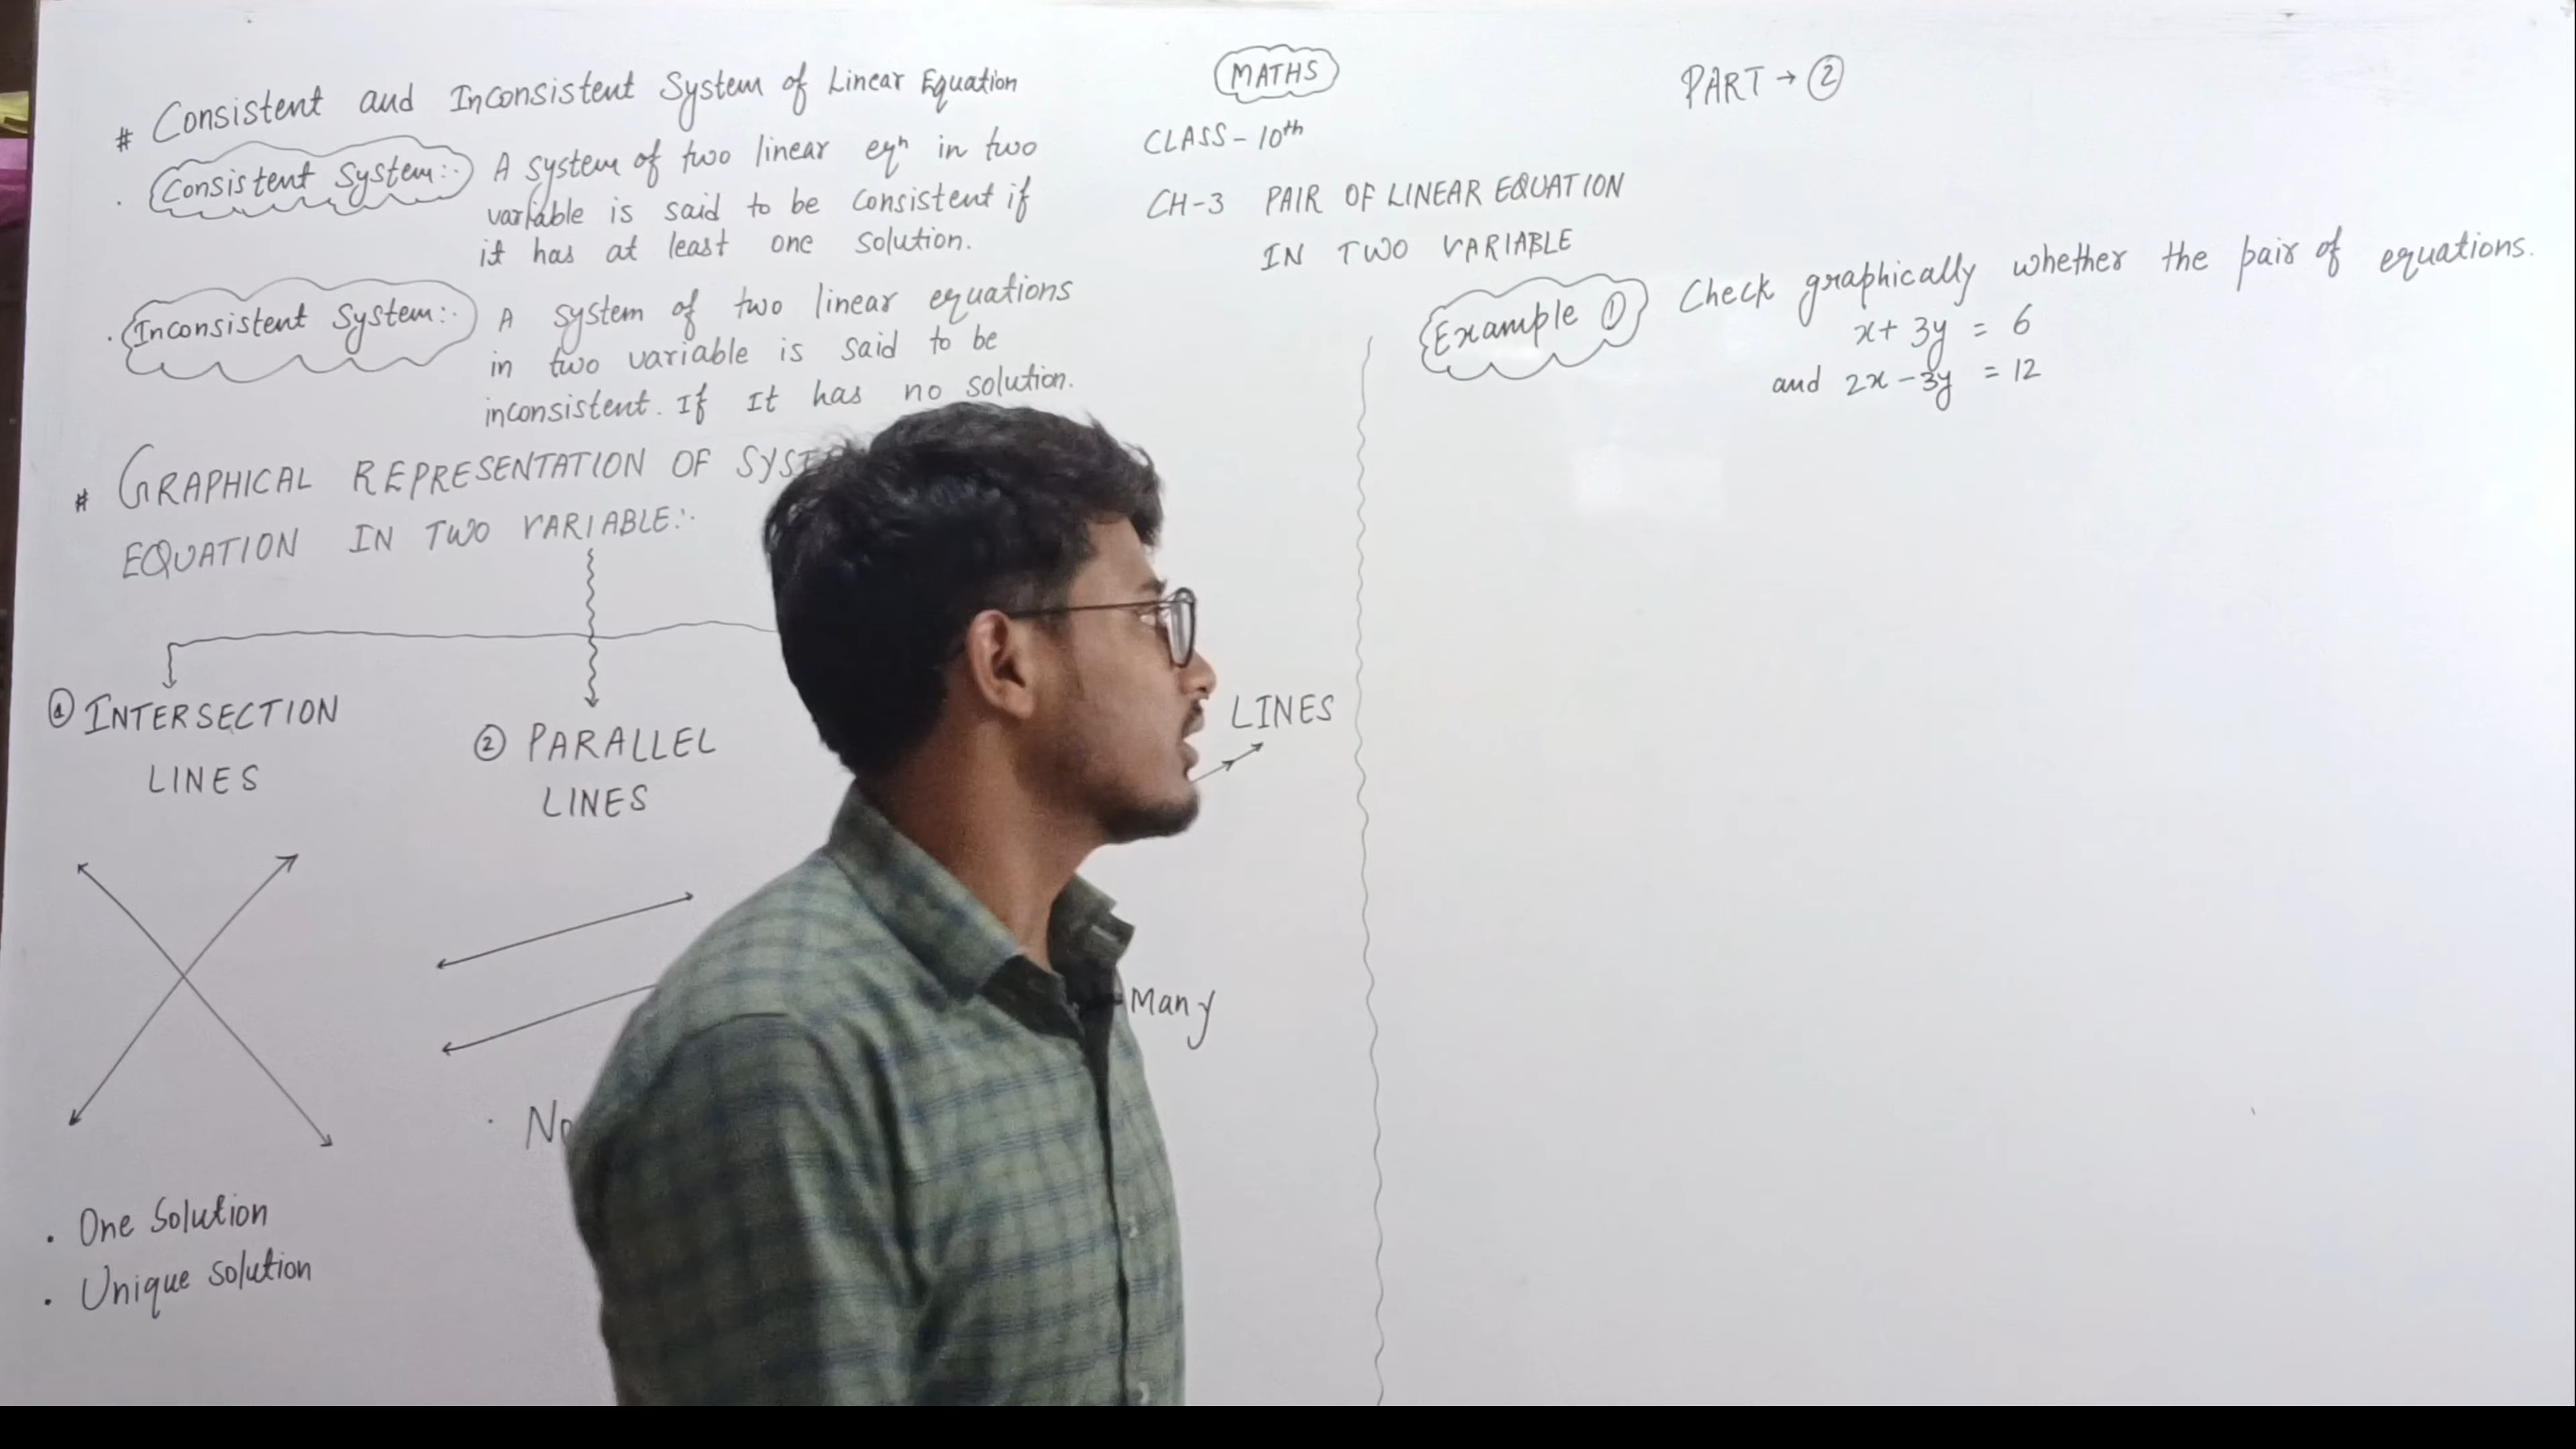 # Consistent and Inconsistent System of Linear Equation
Consistent System:- A system of two linear eqⁿ in two
variable is said to be consistent if
it has at least one solution.
Inconsistent System:- A system of two linear equations
in two variable is said to be
inconsistent. If It has no solution.
# GRAPHICAL REPRESENTATION OF
EQUATION IN TWO VARIABLE:-
① INTERSECTION
LINES
② PARALLEL
LINES
LINES
Many
· One Solution
· Unique solution
MATHS
CLASS - 10th
CH-3 PAIR OF LINEAR EQUATION
IN TWO VARIABLE
PART → ②
Example ① Check graphically whether the pair of equations.
x + 3y = 6
and 2x - 3y = 12